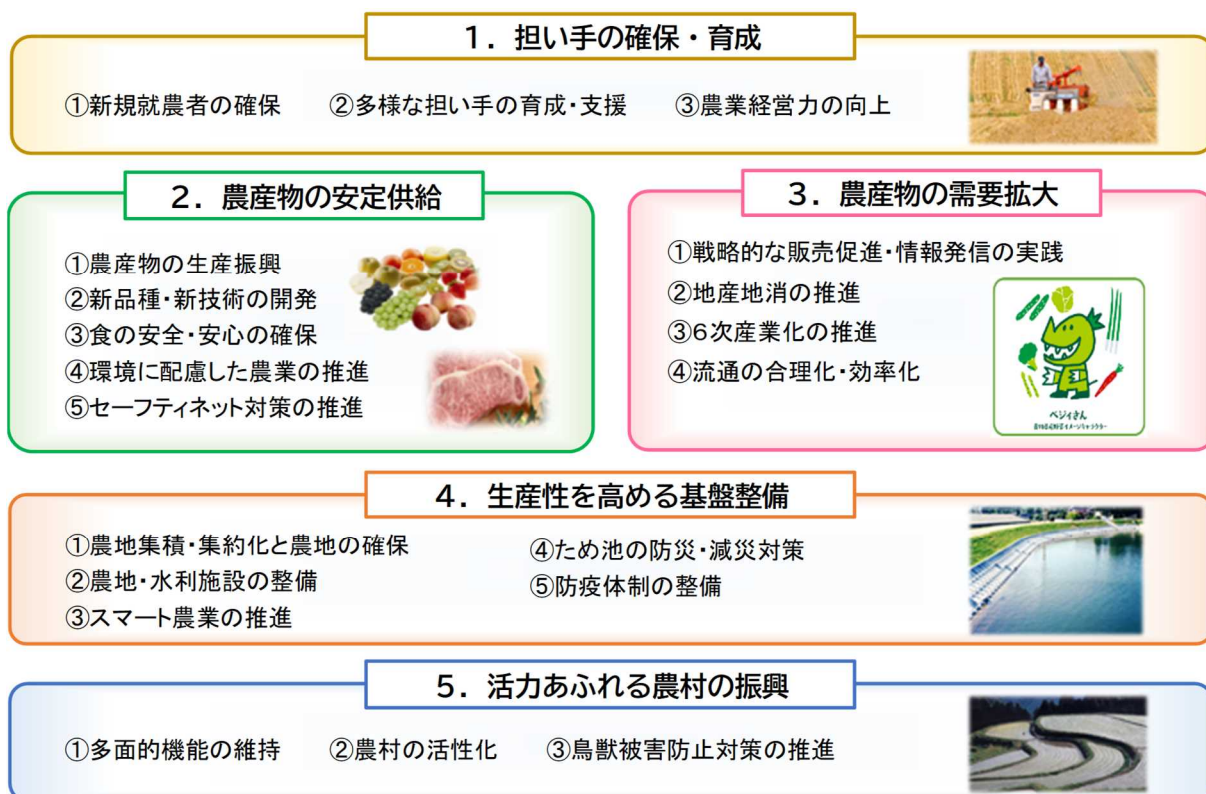 1．担い手の確保・育成
①新規就農者の確保　②多様な担い手の育成・支援　③農業経営力の向上
2．農産物の安定供給
①農産物の生産振興
②新品種・新技術の開発
③食の安全・安心の確保
④環境に配慮した農業の推進
⑤セーフティネット対策の推進
3．農産物の需要拡大
①戦略的な販売促進・情報発信の実践
②地産地消の推進
③6次産業化の推進
④流通の合理化・効率化
ベジィさん
4．生産性を高める基盤整備
①農地集積・集約化と農地の確保
②農地・水利施設の整備
③スマート農業の推進
④ため池の防災・減災対策
⑤防疫体制の整備
5．活力あふれる農村の振興
①多面的機能の維持　②農村の活性化　③鳥獣被害防止対策の推進